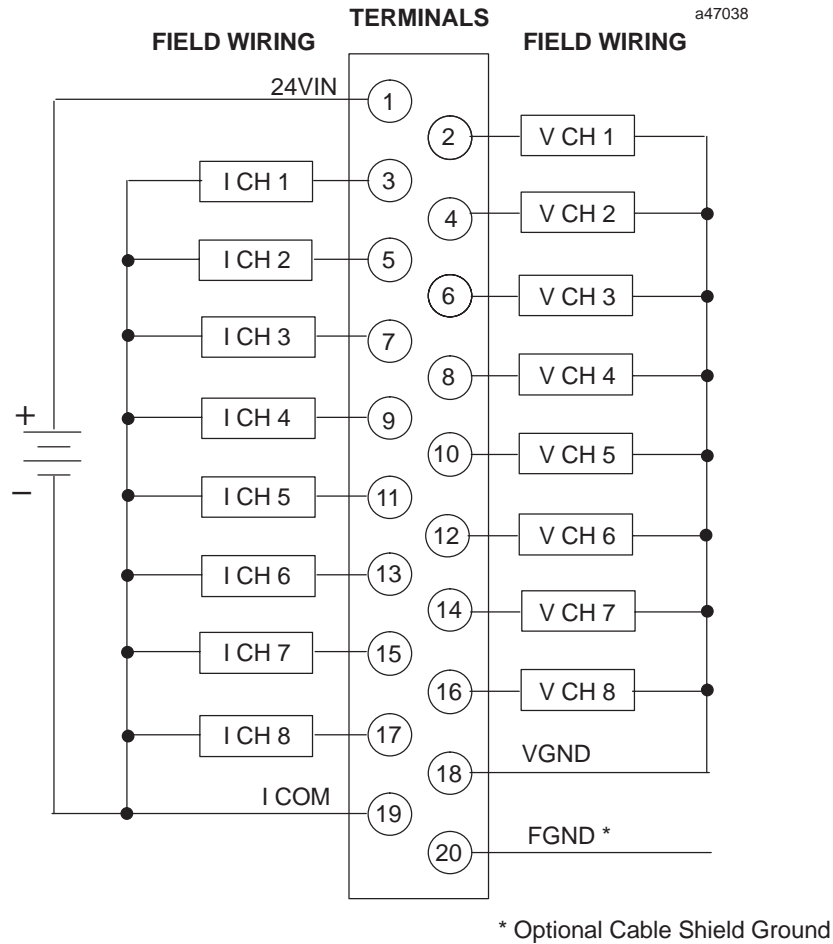 TERMINALS
a47038
FIELD WIRING
FIELD WIRING
24VIN
1
2
V CH 1
I CH 1
3
4
V CH 2
I CH 2
5
6
V CH 3
I CH 3
7
8
V CH 4
+
I CH 4
9
10
V CH 5
–
I CH 5
11
12
V CH 6
I CH 6
13
14
V CH 7
I CH 7
15
16
V CH 8
I CH 8
17
VGND
18
I COM
19
FGND *
20
* Optional Cable Shield Ground